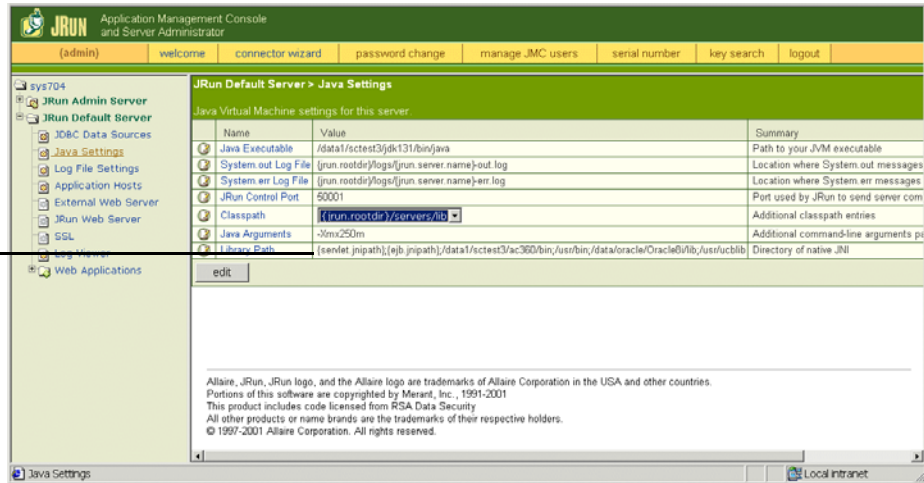 JRUN Application Management Console
and Server Administrator
(admin) welcome connector wizard password change manage JMC users serial number key search logout
sys704
JRun Admin Server
JRun Default Server
JDBC Data Sources
Java Settings
Log File Settings
Application Hosts
External Web Server
JRun Web Server
SSL
Log Viewer
Web Applications
JRun Default Server > Java Settings
Java Virtual Machine settings for this server.
Name Value Summary
Java Executable /data1/sctest3/jdk131/bin/java Path to your JVM executable
System.out Log File {jrun.rootdir}/logs/{jrun.server.name}-out.log Location where System.out messages
System.err Log File {jrun.rootdir}/logs/{jrun.server.name}-err.log Location where System.err messages
JRun Control Port 50001 Port used by JRun to send server com
Classpath {jrun.rootdir}/servers/lib Additional classpath entries
Java Arguments -Xmx250m Additional command-line arguments pa
Library Path {servlet.jnipath};{ejb.jnipath};/data1/sctest3/ac360/bin;/usr/bin;/data/oracle/Oracle8i/lib;/usr/ucblib Directory of native JNI
edit
Allaire, JRun, JRun logo, and the Allaire logo are trademarks of Allaire Corporation in the USA and other countries.
Portions of this software are copyrighted by Merant, Inc., 1991-2001
This product includes code licensed from RSA Data Security
All other products or name brands are the trademarks of their respective holders.
© 1997-2001 Allaire Corporation. All rights reserved.
Java Settings Local intranet